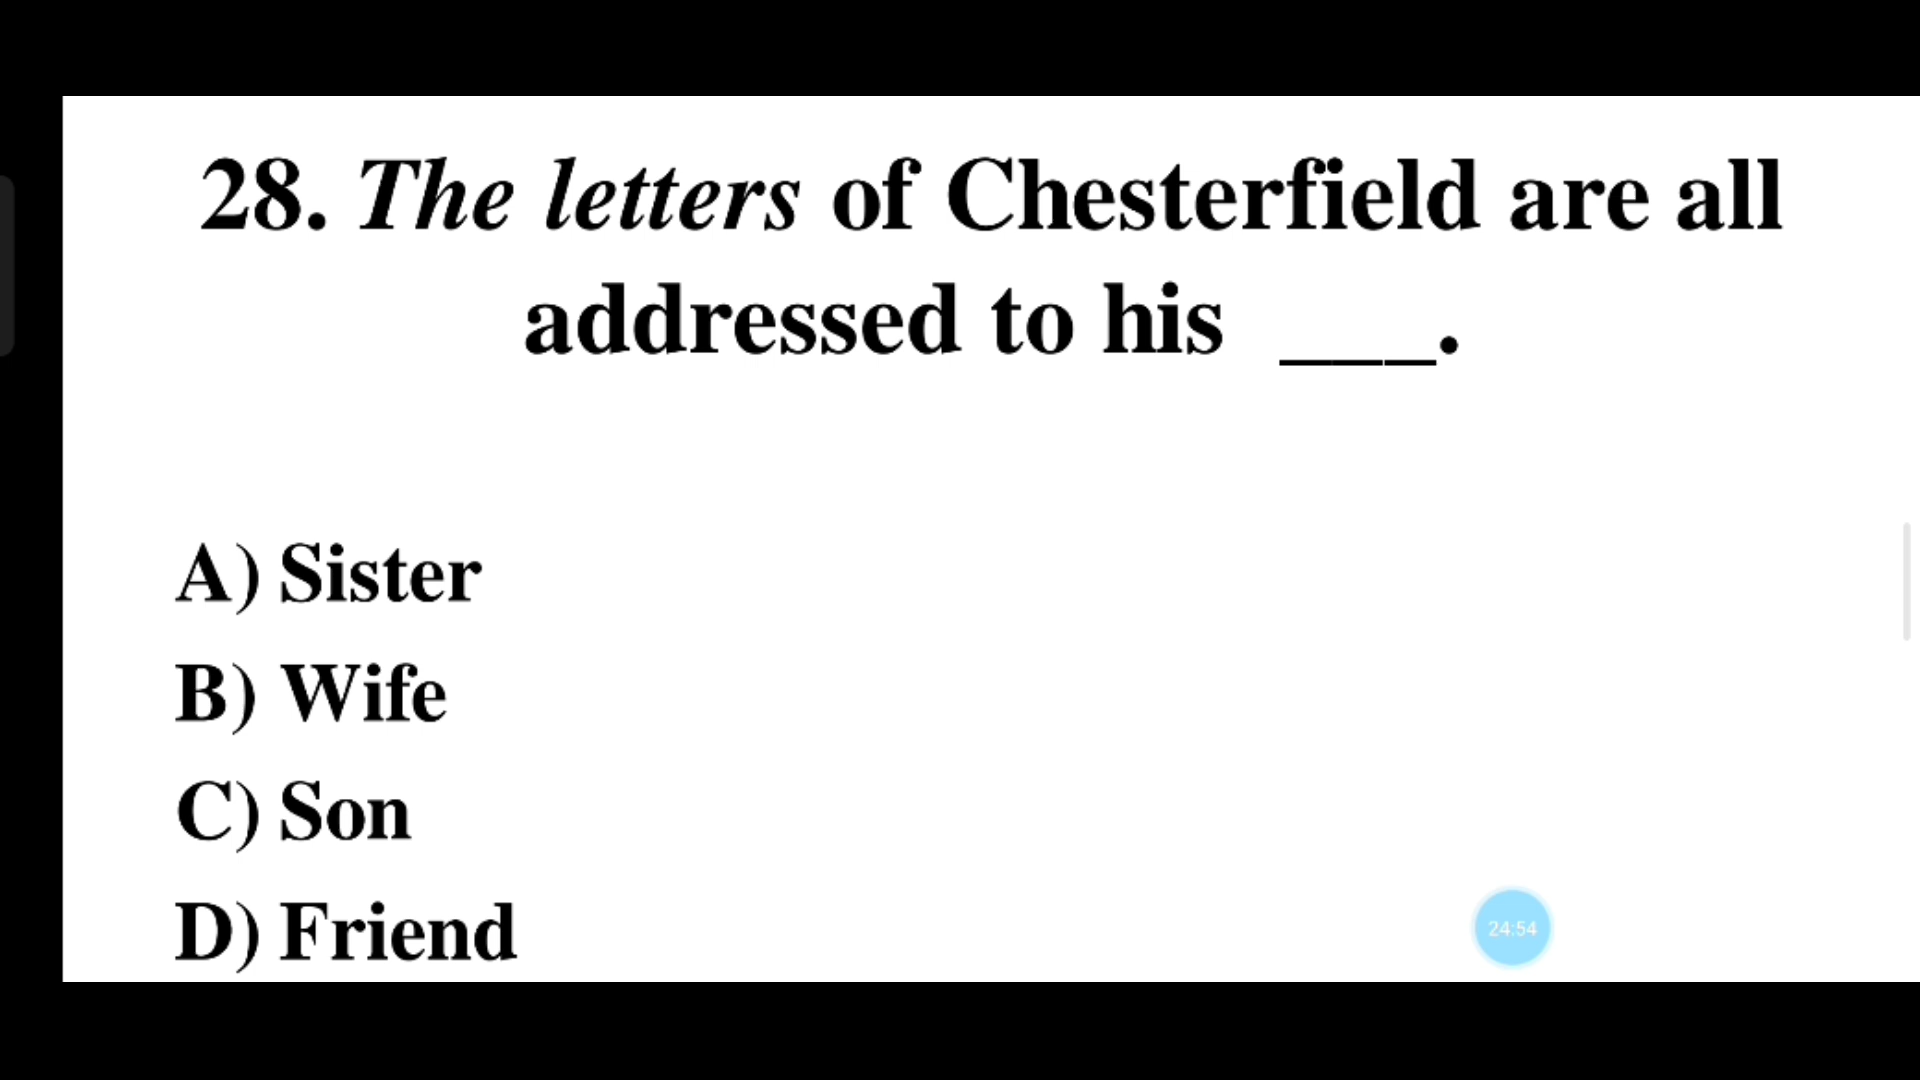 28. The letters of Chesterfield are all
addressed to his ___.
A) Sister
B) Wife
C) Son
D) Friend
24:54